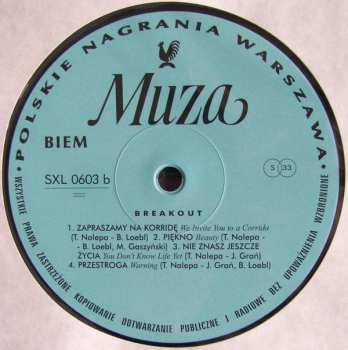 • POLSKIE NAGRANIA WARSZAWA •
Muza
BIEM
SXL 0603 b
S 33
BREAKOUT
1. ZAPRASZAMY NA KORRIDĘ We Invite You to a Corrida
(T. Nalepa - B. Loebl) 2. PIĘKNO Beauty (T. Nalepa -
- B. Loebl, M. Gaszyński) 3. NIE ZNASZ JESZCZE
ŻYCIA You Don't Know Life Yet (T. Nalepa - J. Grań)
4. PRZESTROGA Warning (T. Nalepa - J. Grań, B. Loebl)
WSZYSTKIE PRAWA ZASTRZEŻONE KOPIOWANIE ODTWARZANIE PUBLICZNE I RADIOWE BEZ UPOWAŻNIENIA WZBRONIONE